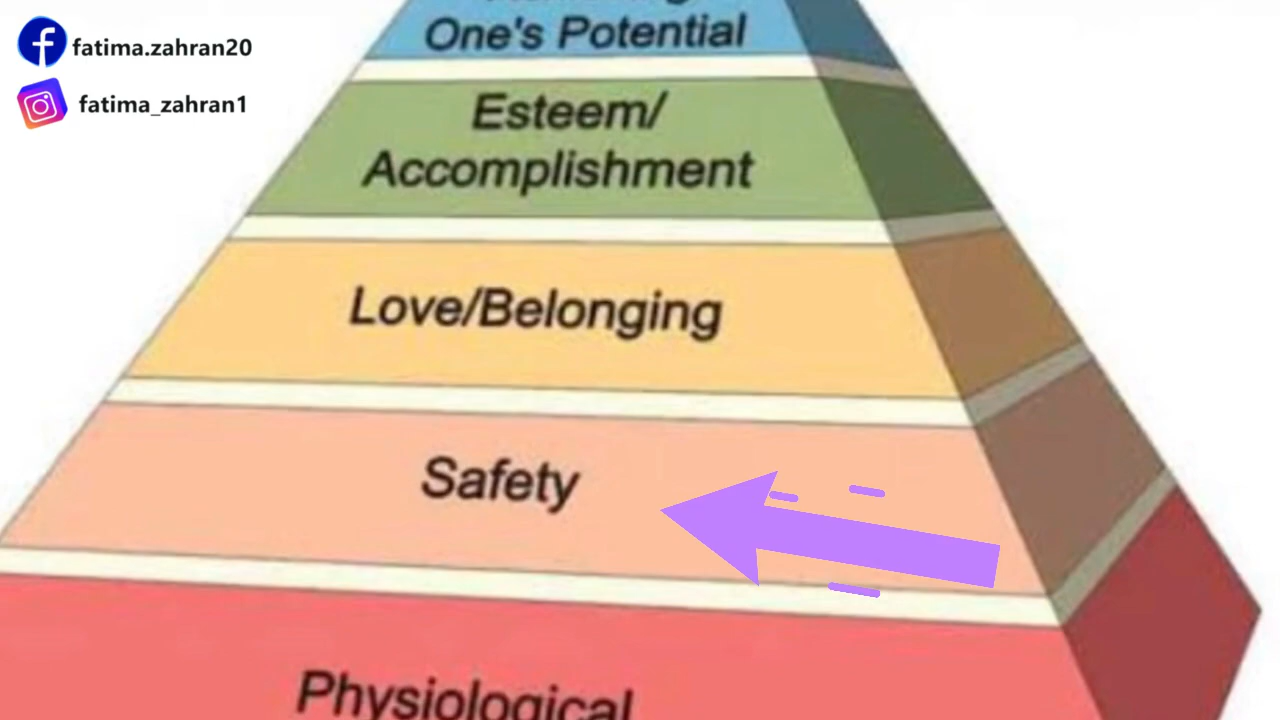 fatima.zahran20
fatima_zahran1
One's Potential
Esteem/
Accomplishment
Love/Belonging
Safety
Physiological